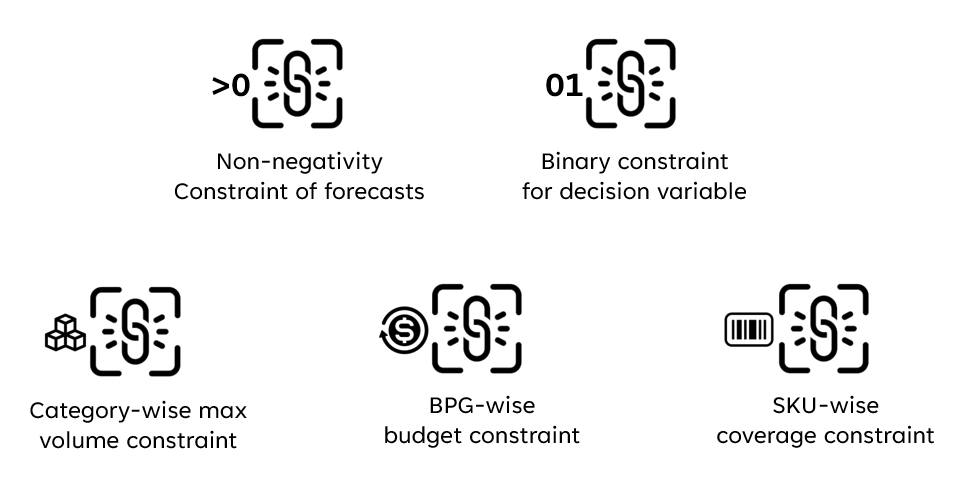 >0
01
Non-negativity
Constraint of forecasts
Binary constraint
for decision variable
$
Category-wise max
volume constraint
BPG-wise
budget constraint
SKU-wise
coverage constraint